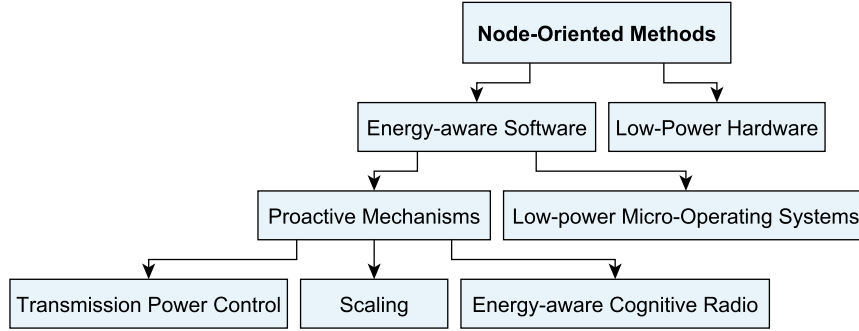 Node-Oriented Methods
Energy-aware Software
Low-Power Hardware
Proactive Mechanisms
Low-power Micro-Operating Systems
Transmission Power Control
Scaling
Energy-aware Cognitive Radio